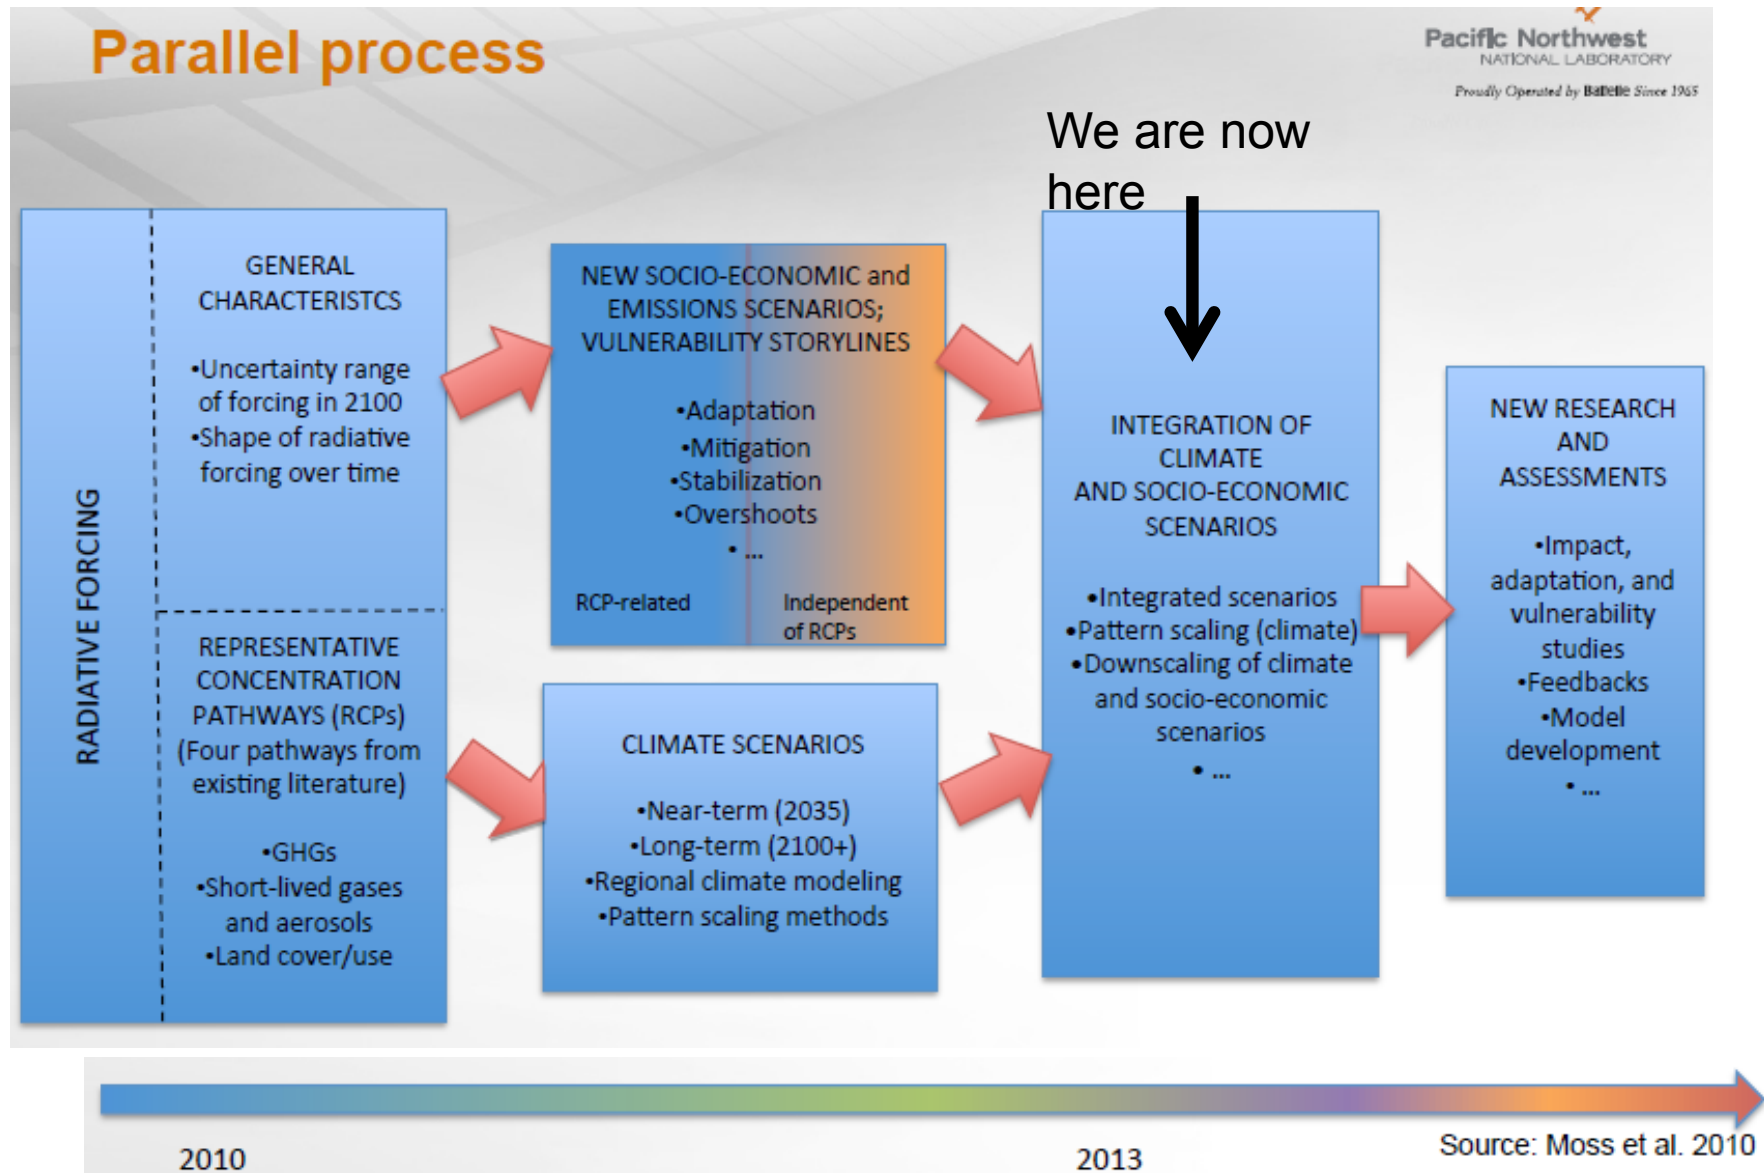 Parallel process
Pacific Northwest
NATIONAL LABORATORY
Proudly Operated by Battelle Since 1965
We are now
here
RADIATIVE FORCING
GENERAL
CHARACTERISTCS
•Uncertainty range
of forcing in 2100
•Shape of radiative
forcing over time
REPRESENTATIVE
CONCENTRATION
PATHWAYS (RCPs)
(Four pathways from
existing literature)
•GHGs
•Short-lived gases
and aerosols
•Land cover/use
NEW SOCIO-ECONOMIC and
EMISSIONS SCENARIOS;
VULNERABILITY STORYLINES
•Adaptation
•Mitigation
•Stabilization
•Overshoots
• ...
RCP-related
Independent
of RCPs
CLIMATE SCENARIOS
•Near-term (2035)
•Long-term (2100+)
•Regional climate modeling
•Pattern scaling methods
INTEGRATION OF
CLIMATE
AND SOCIO-ECONOMIC
SCENARIOS
•Integrated scenarios
•Pattern scaling (climate)
•Downscaling of climate
and socio-economic
scenarios
• ...
NEW RESEARCH
AND
ASSESSMENTS
•Impact,
adaptation, and
vulnerability
studies
•Feedbacks
•Model
development
• ...
2010
2013
Source: Moss et al. 2010